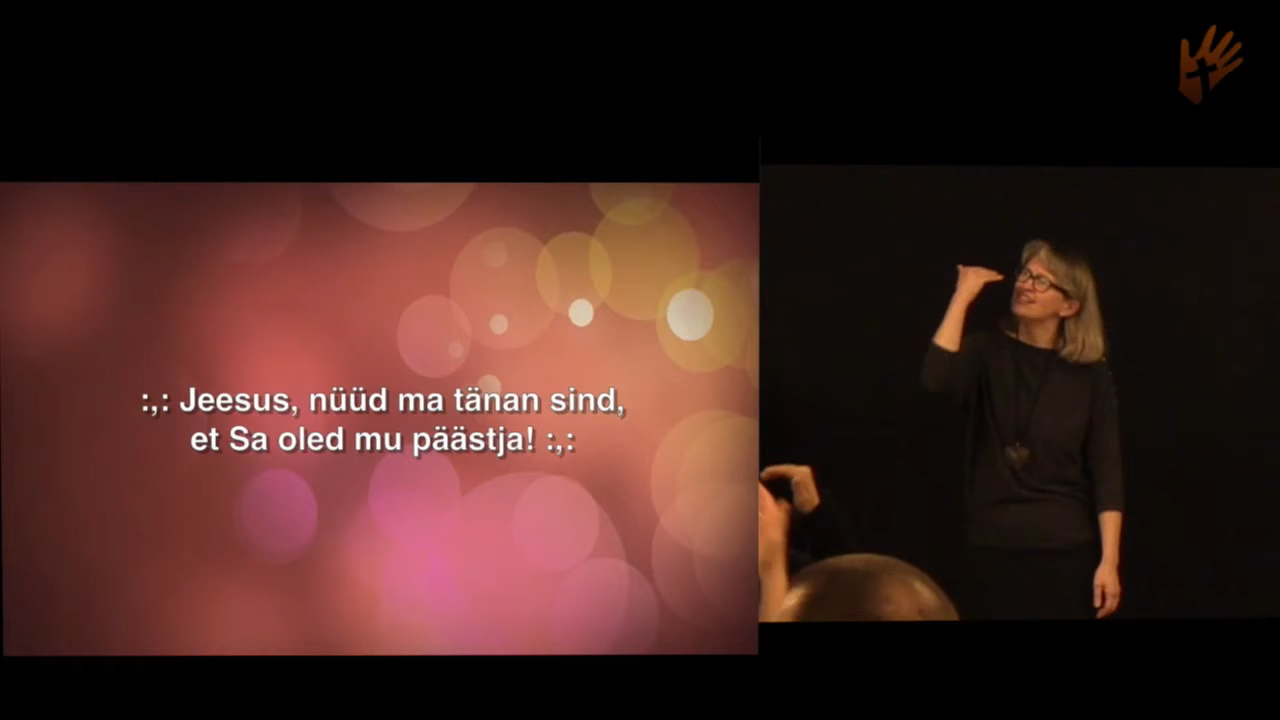 :,: Jeesus, nüüd ma tänan sind,
et Sa oled mu päästja! :,: